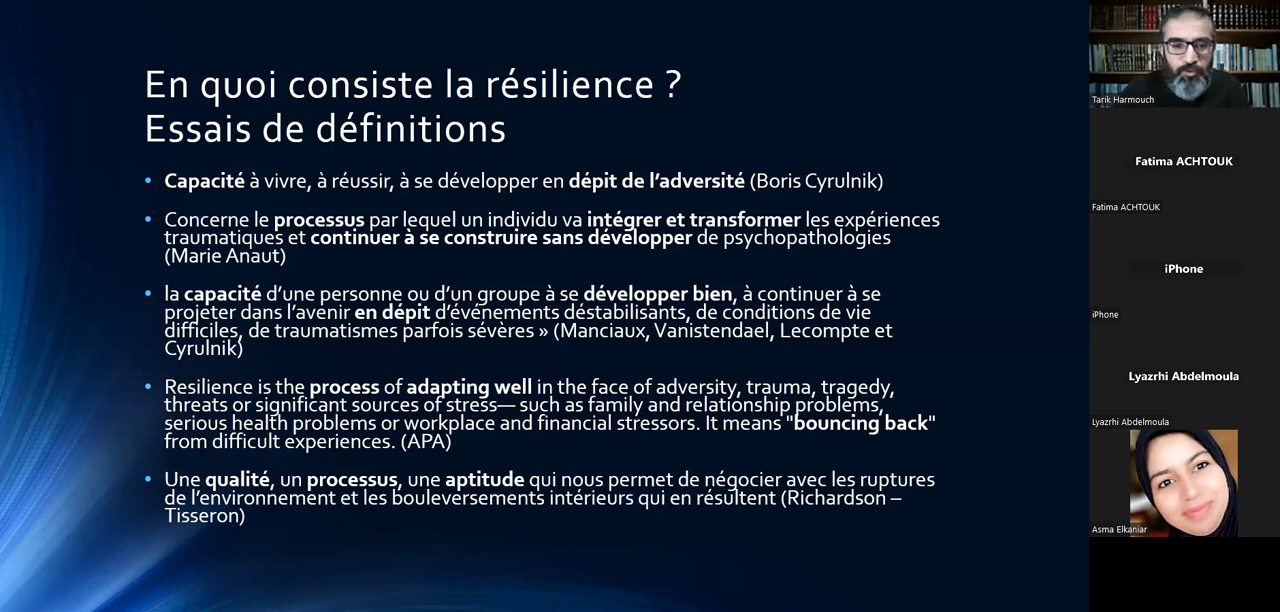 En quoi consiste la résilience ?
Essais de définitions
• Capacité à vivre, à réussir, à se développer en dépit de l'adversité (Boris Cyrulnik)
• Concerne le processus par lequel un individu va intégrer et transformer les expériences
traumatiques et continuer à se construire sans développer de psychopathologies
(Marie Anaut)
• la capacité d'une personne ou d'un groupe à se développer bien, à continuer à se
projeter dans l'avenir en dépit d'événements déstabilisants, de conditions de vie
difficiles, de traumatismes parfois sévères » (Manciaux, Vanistendael, Lecompte et
Cyrulnik)
• Resilience is the process of adapting well in the face of adversity, trauma, tragedy,
threats or significant sources of stress— such as family and relationship problems,
serious health problems or workplace and financial stressors. It means "bouncing back"
from difficult experiences. (APA)
• Une qualité, un processus, une aptitude qui nous permet de négocier avec les ruptures
de l'environnement et les bouleversements intérieurs qui en résultent (Richardson –
Tisseron)
Tarik Harmouch
Fatima ACHTOUK
Fatima ACHTOUK
iPhone
iPhone
Lyazrhi Abdelmoula
Lyazrhi Abdelmoula
Asma Elkaniar